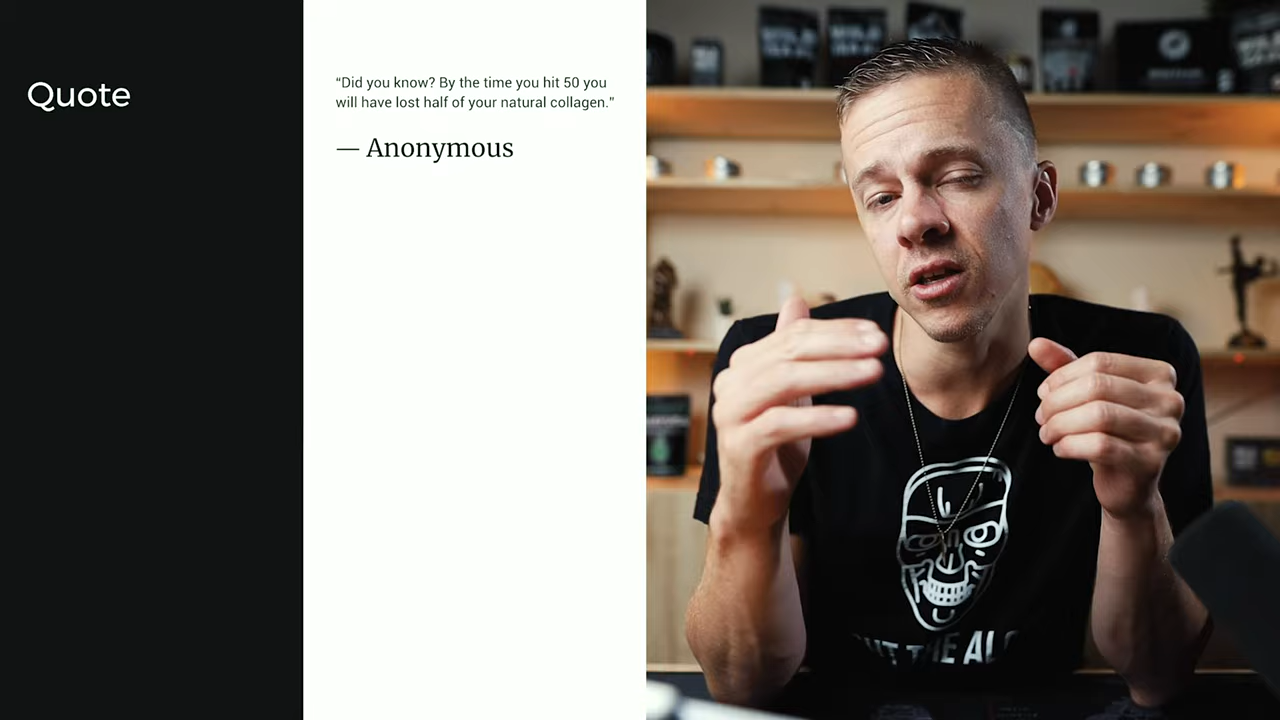 Quote
“Did you know? By the time you hit 50 you
will have lost half of your natural collagen.”
— Anonymous
THE